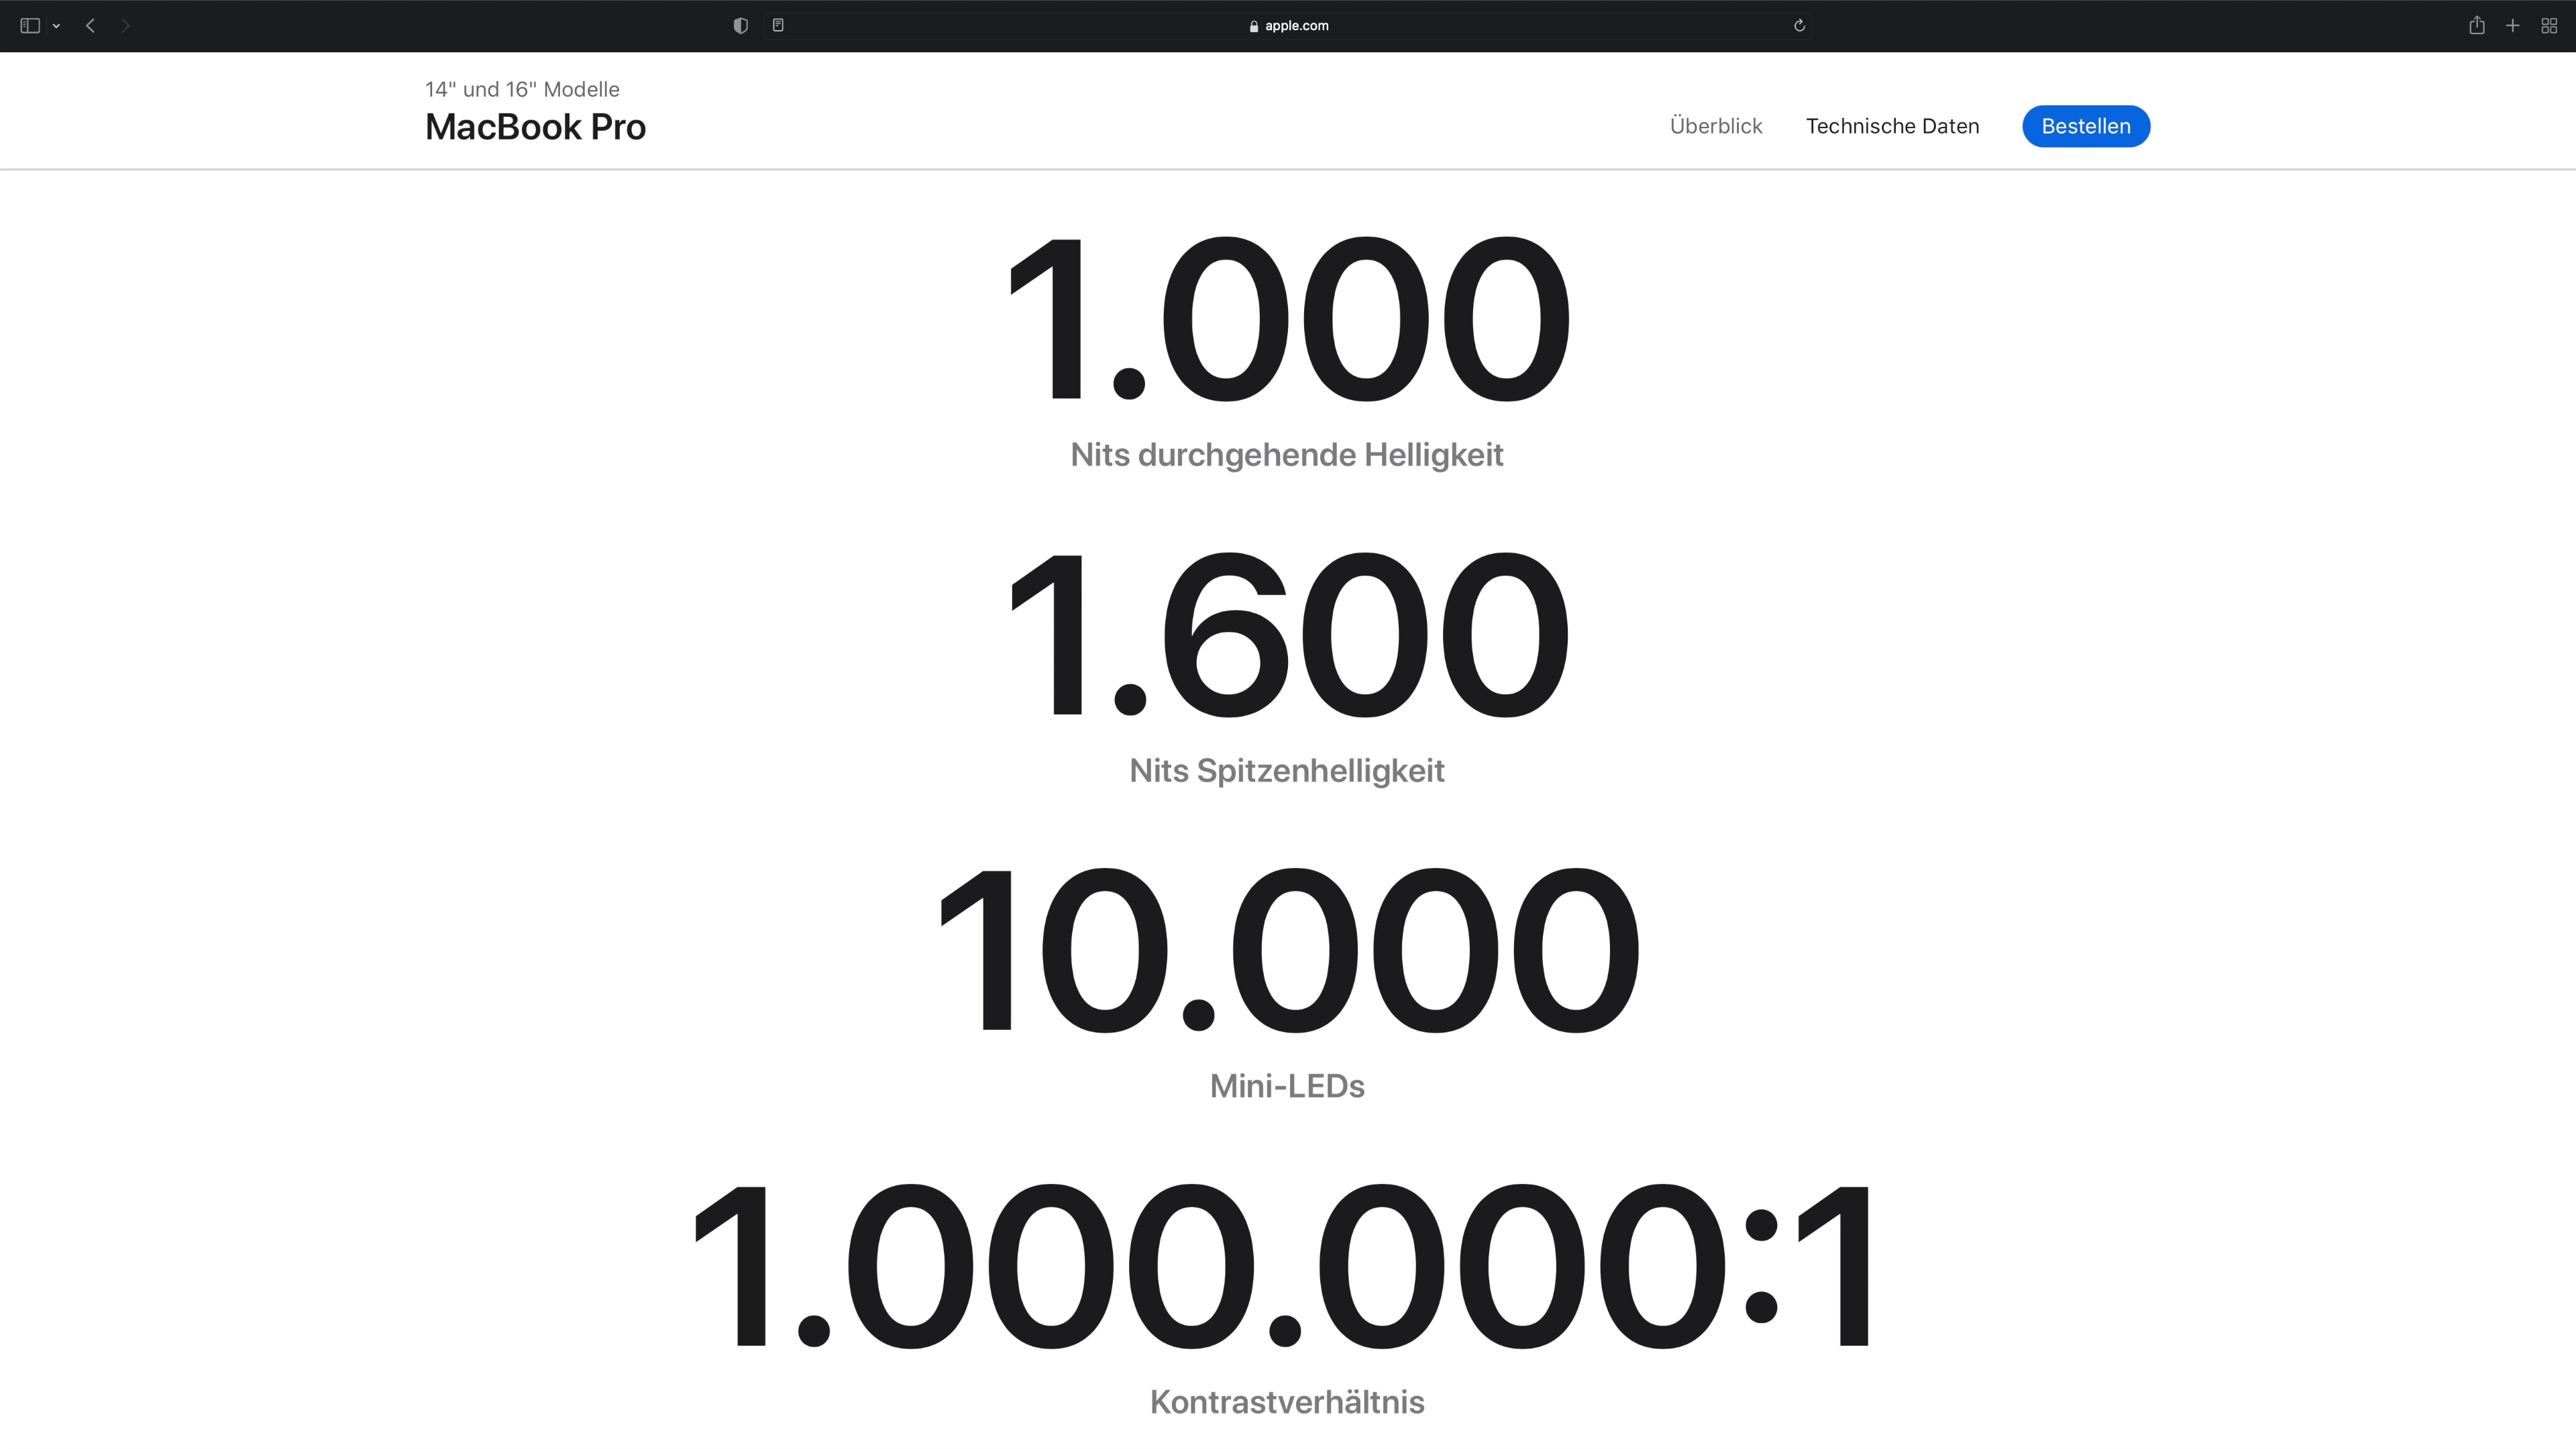 apple.com
14" und 16" Modelle
MacBook Pro
Überblick
Technische Daten
Bestellen
1.000
Nits durchgehende Helligkeit
1.600
Nits Spitzenhelligkeit
10.000
Mini-LEDs
1.000.000:1
Kontrastverhältnis